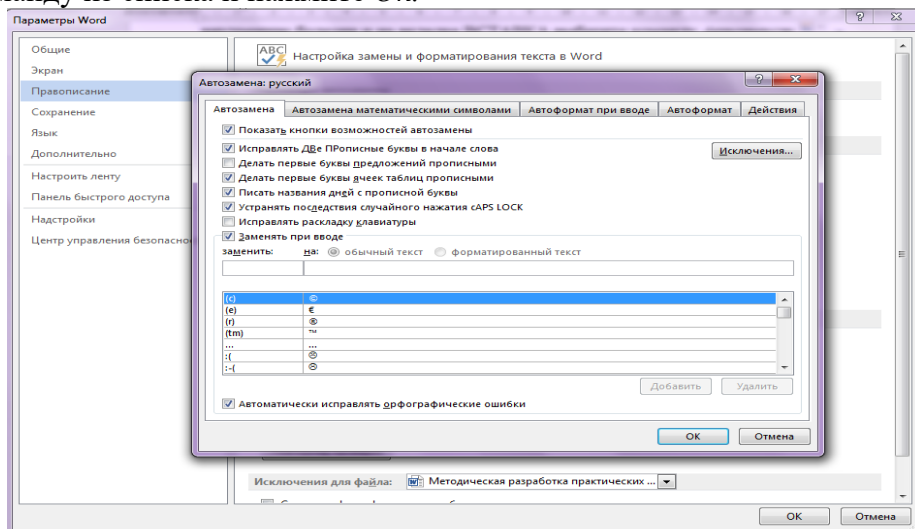 Параметры Word
Общие
Экран
Правописание
Сохранение
Язык
Дополнительно
Настроить ленту
Панель быстрого доступа
Надстройки
Центр управления безопасно
ABC Настройка замены и форматирования текста в Word
Автозамена: русский
Автозамена Автозамена математическими символами Автоформат при вводе Автоформат Действия
Показать кнопки возможностей автозамены
Исправлять ДВе ПРописные буквы в начале слова
Исключения...
Делать первые буквы предложений прописными
Делать первые буквы ячеек таблиц прописными
Писать названия дней с прописной буквы
Устранять последствия случайного нажатия cAPS LOCK
Исправлять раскладку клавиатуры
Заменять при вводе
заменить: на: обычный текст форматированный текст
(c) ©
(e) €
(r) ®
(tm) ™
... ...
:( ☹
:-( ☹
Добавить Удалить
Автоматически исправлять орфографические ошибки
ОК Отмена
Исключения для файла: Методическая разработка практических ...
ОК Отмена